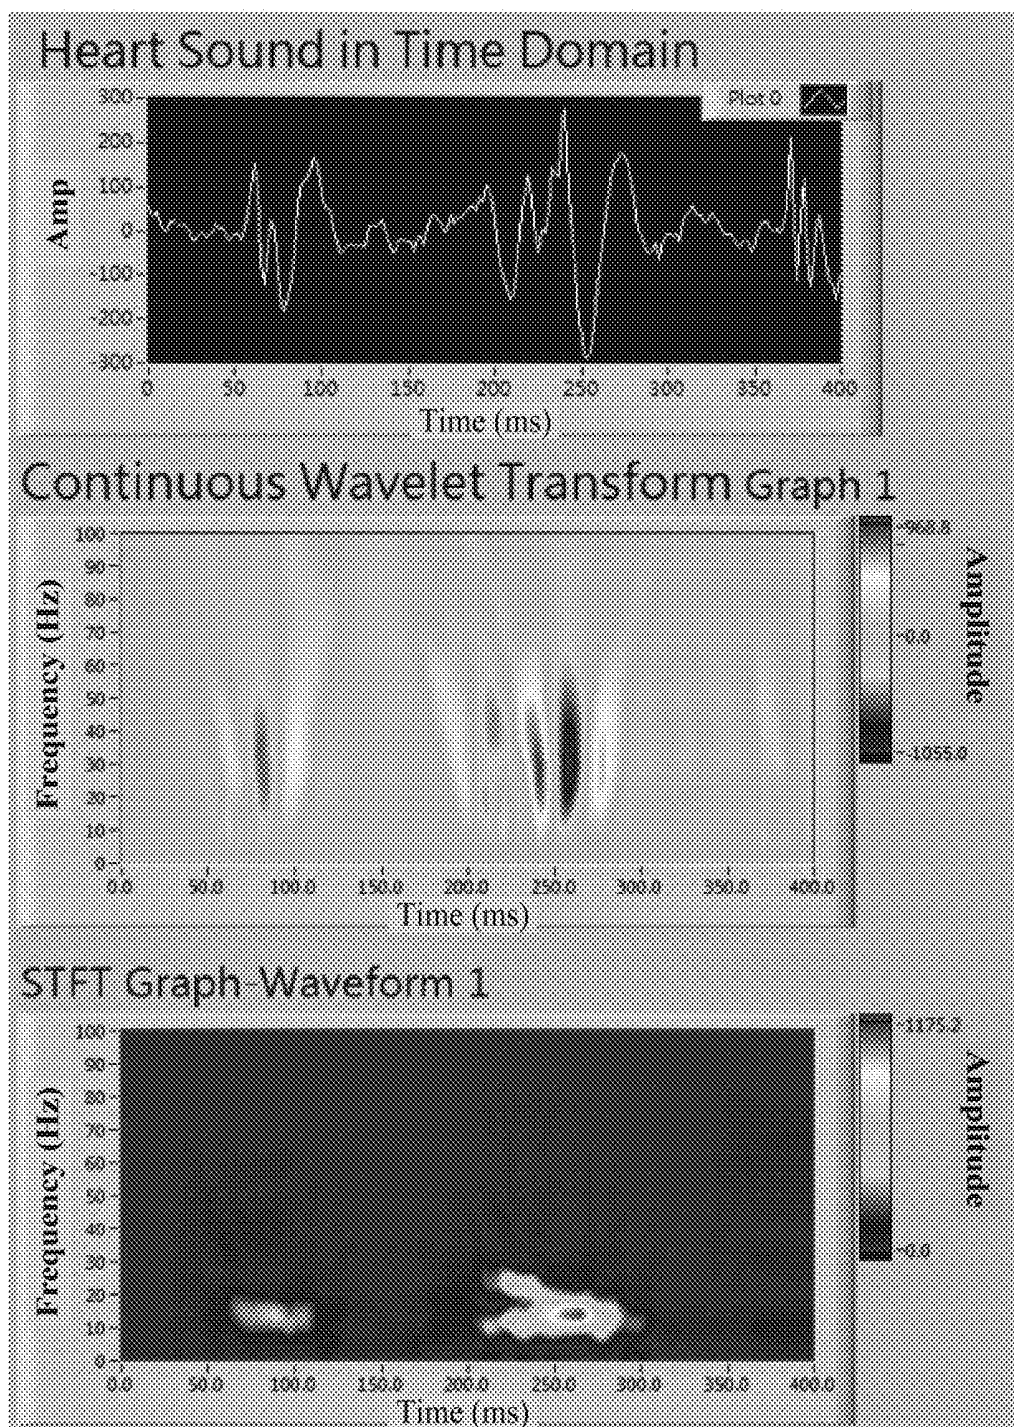 Heart Sound in Time Domain
Plot 0
300
200
100
0
-100
-200
-300
Amp
0 50 100 150 200 250 300 350 400
Time (ms)
Continuous Wavelet Transform Graph 1
100
90
80
70
60
50
40
30
20
10
0
Frequency (Hz)
968.8
0.0
-1055.0
Amplitude
0.0 50.0 100.0 150.0 200.0 250.0 300.0 350.0 400.0
Time (ms)
STFT Graph-Waveform 1
100
90
80
70
60
50
40
30
20
10
0
Frequency (Hz)
1175.2
0.0
Amplitude
0.0 50.0 100.0 150.0 200.0 250.0 300.0 350.0 400.0
Time (ms)